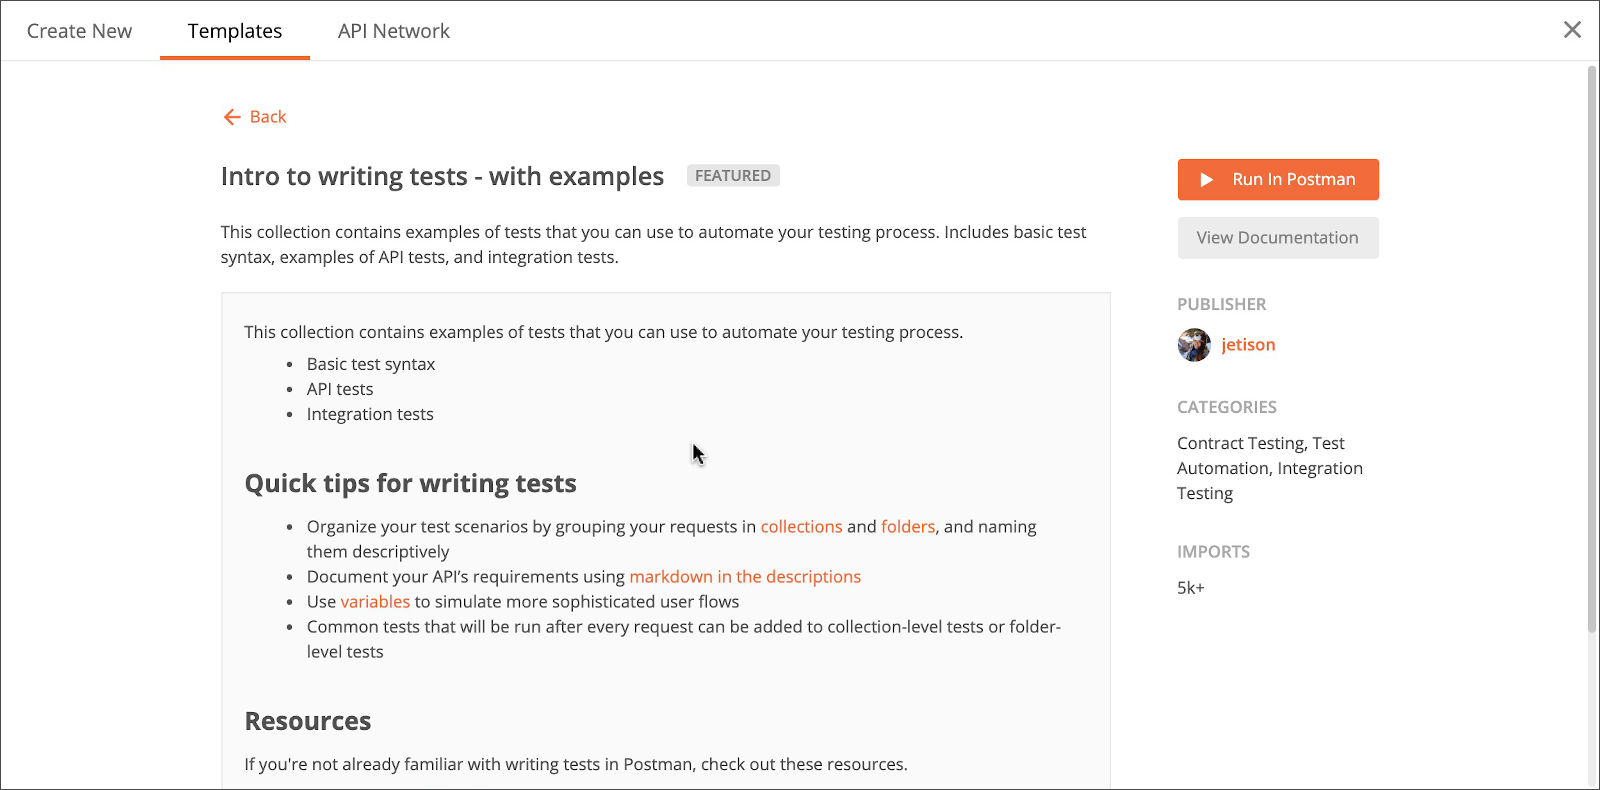 Create New
Templates
API Network
Back
Intro to writing tests - with examples
FEATURED
This collection contains examples of tests that you can use to automate your testing process. Includes basic test
syntax, examples of API tests, and integration tests.
This collection contains examples of tests that you can use to automate your testing process.
• Basic test syntax
• API tests
• Integration tests
Quick tips for writing tests
• Organize your test scenarios by grouping your requests in collections and folders, and naming
them descriptively
• Document your API’s requirements using markdown in the descriptions
• Use variables to simulate more sophisticated user flows
• Common tests that will be run after every request can be added to collection-level tests or folder-
level tests
Resources
If you're not already familiar with writing tests in Postman, check out these resources.
Run In Postman
View Documentation
PUBLISHER
jetison
CATEGORIES
Contract Testing, Test
Automation, Integration
Testing
IMPORTS
5k+